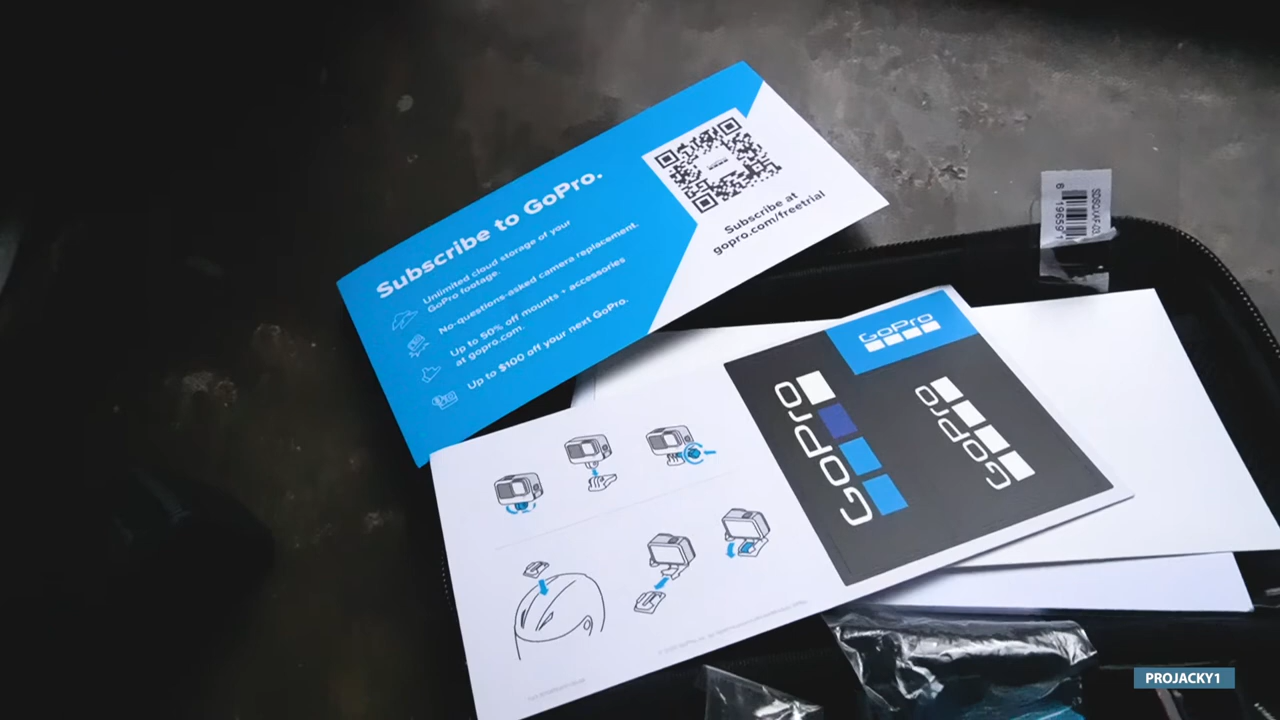 Subscribe to GoPro.
Unlimited cloud storage of your
GoPro footage.
No-questions-asked camera replacement.
Up to 50% off mounts + accessories
at gopro.com.
Up to $100 off your next GoPro.
Subscribe at
gopro.com/freetrial
GoPro
GoPro
GoPro
PROJACKY1